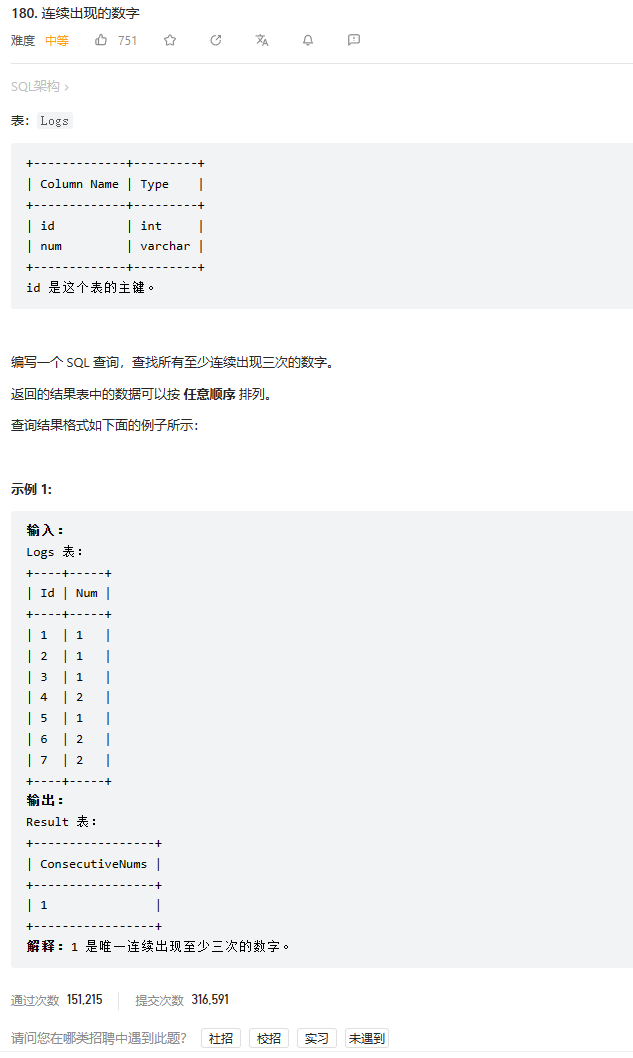 180. 连续出现的数字
难度 中等 751
SQL架构 ›
表： Logs
+-------------+---------+
| Column Name | Type    |
+-------------+---------+
| id          | int     |
| num         | varchar |
+-------------+---------+
id 是这个表的主键。
编写一个 SQL 查询，查找所有至少连续出现三次的数字。
返回的结果表中的数据可以按 任意顺序 排列。
查询结果格式如下面的例子所示：
示例 1:
输入：
Logs 表：
+----+-----+
| Id | Num |
+----+-----+
| 1  | 1   |
| 2  | 1   |
| 3  | 1   |
| 4  | 2   |
| 5  | 1   |
| 6  | 2   |
| 7  | 2   |
+----+-----+
输出：
Result 表：
+-----------------+
| ConsecutiveNums |
+-----------------+
| 1               |
+-----------------+
解释：1 是唯一连续出现至少三次的数字。
通过次数 151,215 提交次数 316,591
请问您在哪类招聘中遇到此题？ 社招 校招 实习 未遇到